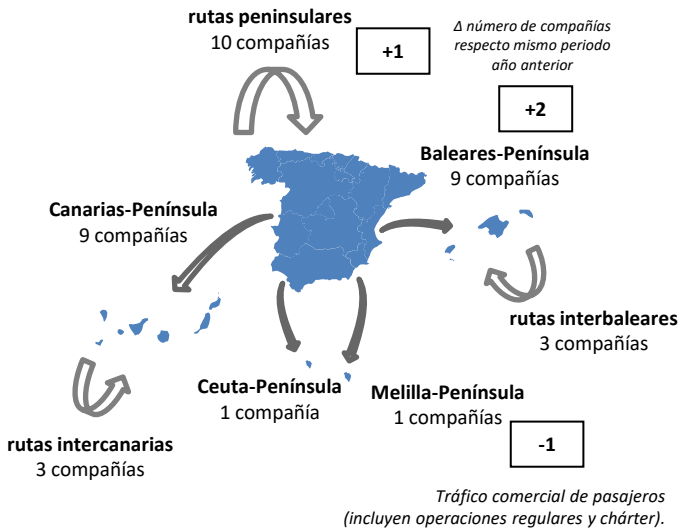 rutas peninsulares
10 compañías
+1
Δ número de compañías
respecto mismo periodo
año anterior
+2
Baleares-Península
9 compañías
Canarias-Península
9 compañías
rutas interbaleares
3 compañías
Ceuta-Península
1 compañía
Melilla-Península
1 compañías
-1
rutas intercanarias
3 compañías
Tráfico comercial de pasajeros
(incluyen operaciones regulares y chárter).